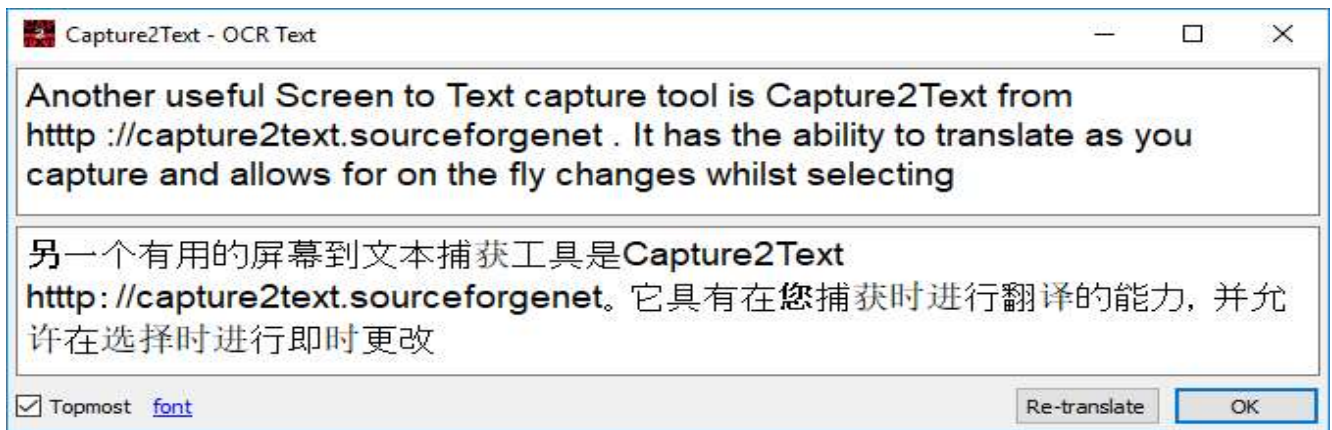 Capture2Text - OCR Text
Another useful Screen to Text capture tool is Capture2Text from
htttp ://capture2text.sourceforgenet . It has the ability to translate as you
capture and allows for on the fly changes whilst selecting
另一个有用的屏幕到文本捕获工具是Capture2Text
htttp: //capture2text.sourceforgenet。它具有在您捕获时进行翻译的能力, 并允
许在选择时进行即时更改
Topmost font Re-translate OK